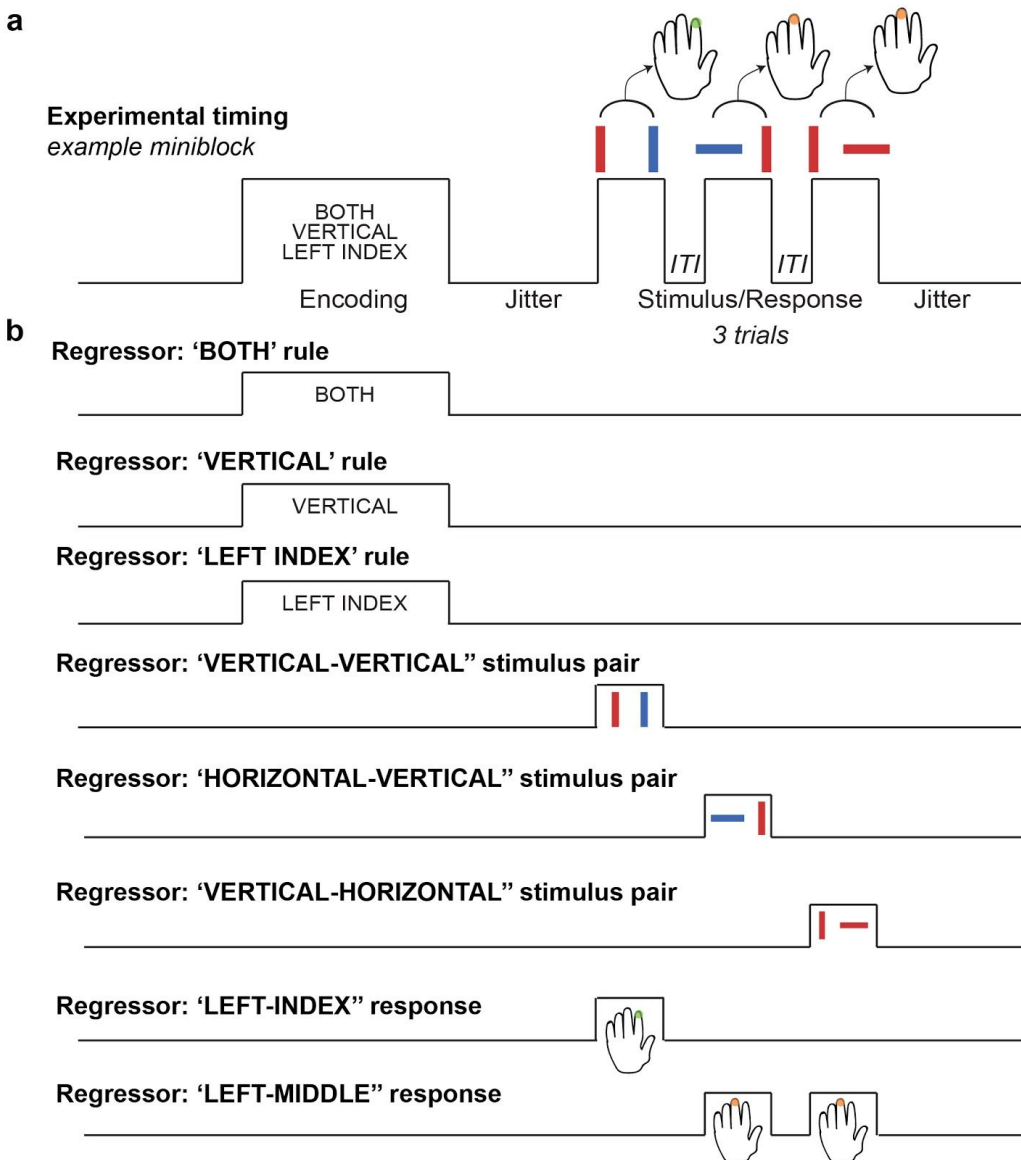 a
Experimental timing
example miniblock
BOTH
VERTICAL
LEFT INDEX
ITI
ITI
Encoding
Jitter
Stimulus/Response
Jitter
3 trials
b
Regressor: ‘BOTH’ rule
BOTH
Regressor: ‘VERTICAL’ rule
VERTICAL
Regressor: ‘LEFT INDEX’ rule
LEFT INDEX
Regressor: ‘VERTICAL-VERTICAL” stimulus pair
Regressor: ‘HORIZONTAL-VERTICAL” stimulus pair
Regressor: ‘VERTICAL-HORIZONTAL” stimulus pair
Regressor: ‘LEFT-INDEX” response
Regressor: ‘LEFT-MIDDLE” response